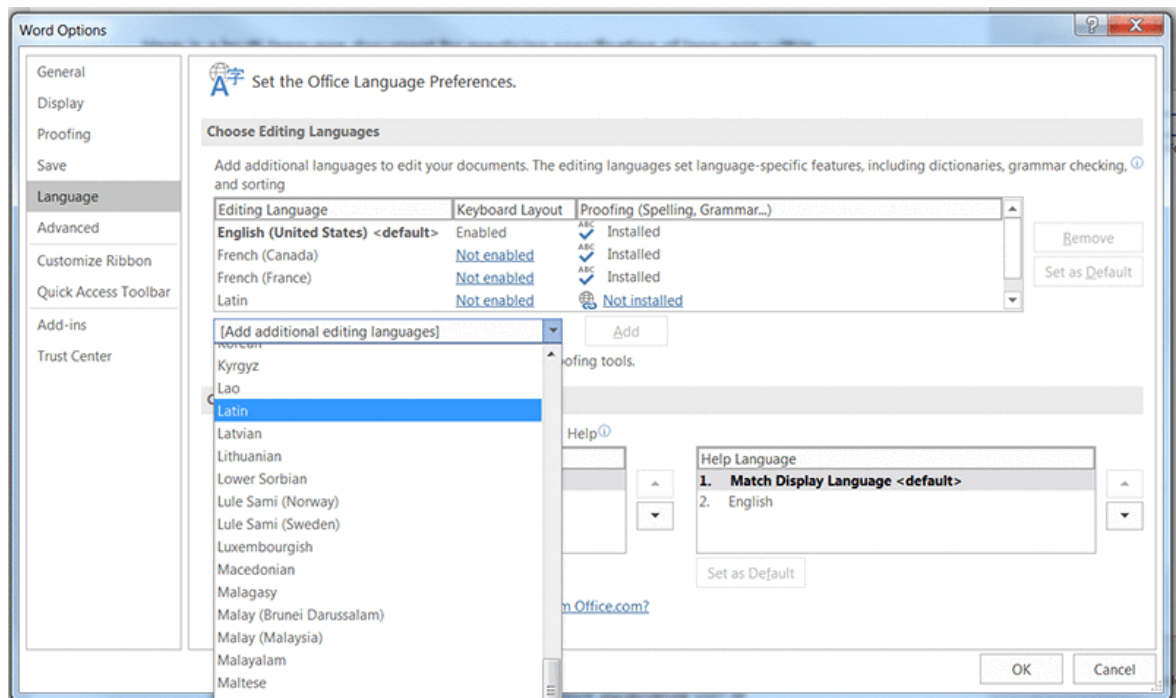 Word Options
General
Display
Proofing
Save
Language
Advanced
Customize Ribbon
Quick Access Toolbar
Add-ins
Trust Center
Set the Office Language Preferences.
Choose Editing Languages
Add additional languages to edit your documents. The editing languages set language-specific features, including dictionaries, grammar checking,
and sorting
Editing Language Keyboard Layout Proofing (Spelling, Grammar...)
English (United States) <default> Enabled Installed
French (Canada) Not enabled Installed
French (France) Not enabled Installed
Latin Not enabled Not installed
Remove
Set as Default
[Add additional editing languages] Add
Korean
Kyrgyz
Lao
Latin
Latvian
Lithuanian
Lower Sorbian
Lule Sami (Norway)
Lule Sami (Sweden)
Luxembourgish
Macedonian
Malagasy
Malay (Brunei Darussalam)
Malay (Malaysia)
Malayalam
Maltese
ofing tools.
Help
Help Language
1. Match Display Language <default>
2. English
Set as Default
m Office.com?
OK Cancel